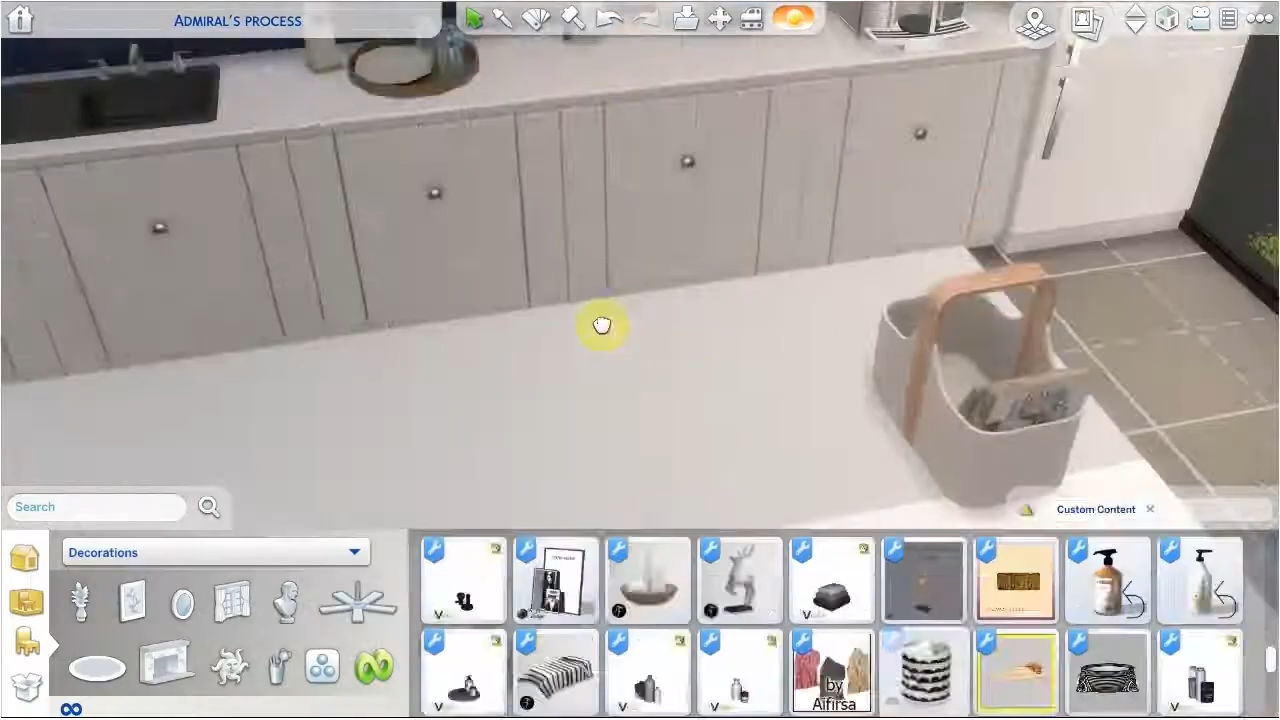 ADMIRAL'S PROCESS
Search
Custom Content
Decorations
by
Aifirsa